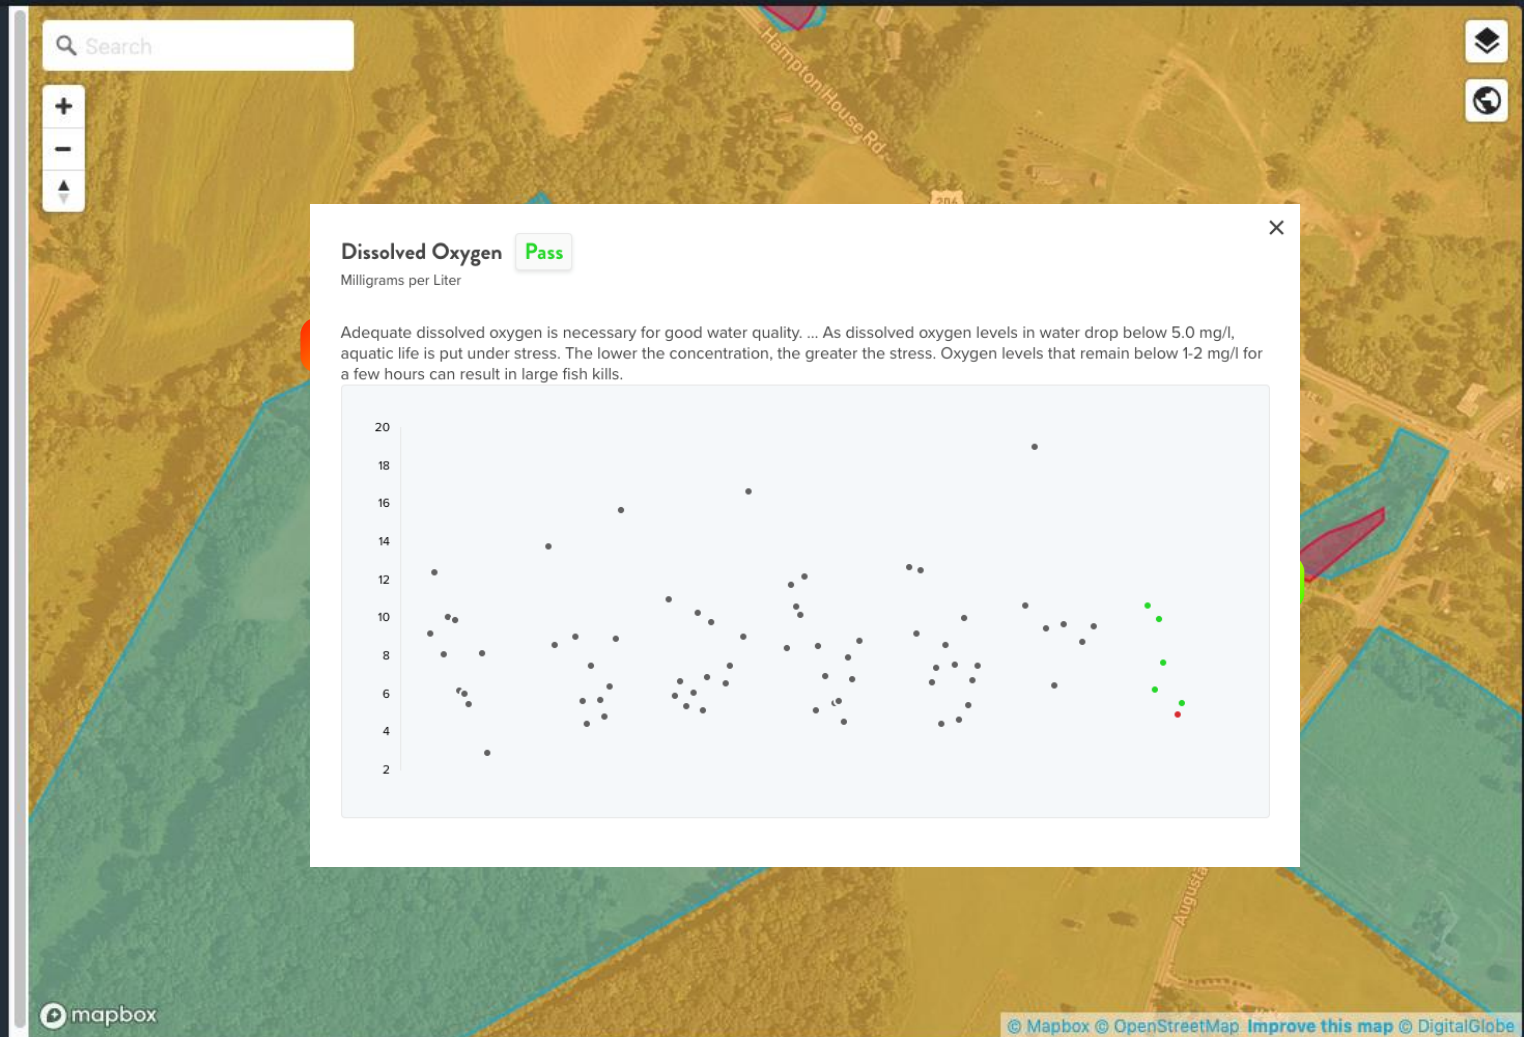 Search
Hampton House Rd
206
Dissolved Oxygen Pass
Milligrams per Liter
Adequate dissolved oxygen is necessary for good water quality. ... As dissolved oxygen levels in water drop below 5.0 mg/l,
aquatic life is put under stress. The lower the concentration, the greater the stress. Oxygen levels that remain below 1-2 mg/l for
a few hours can result in large fish kills.
20
18
16
14
12
10
8
6
4
2
Augusta
mapbox
© Mapbox © OpenStreetMap Improve this map © DigitalGlobe